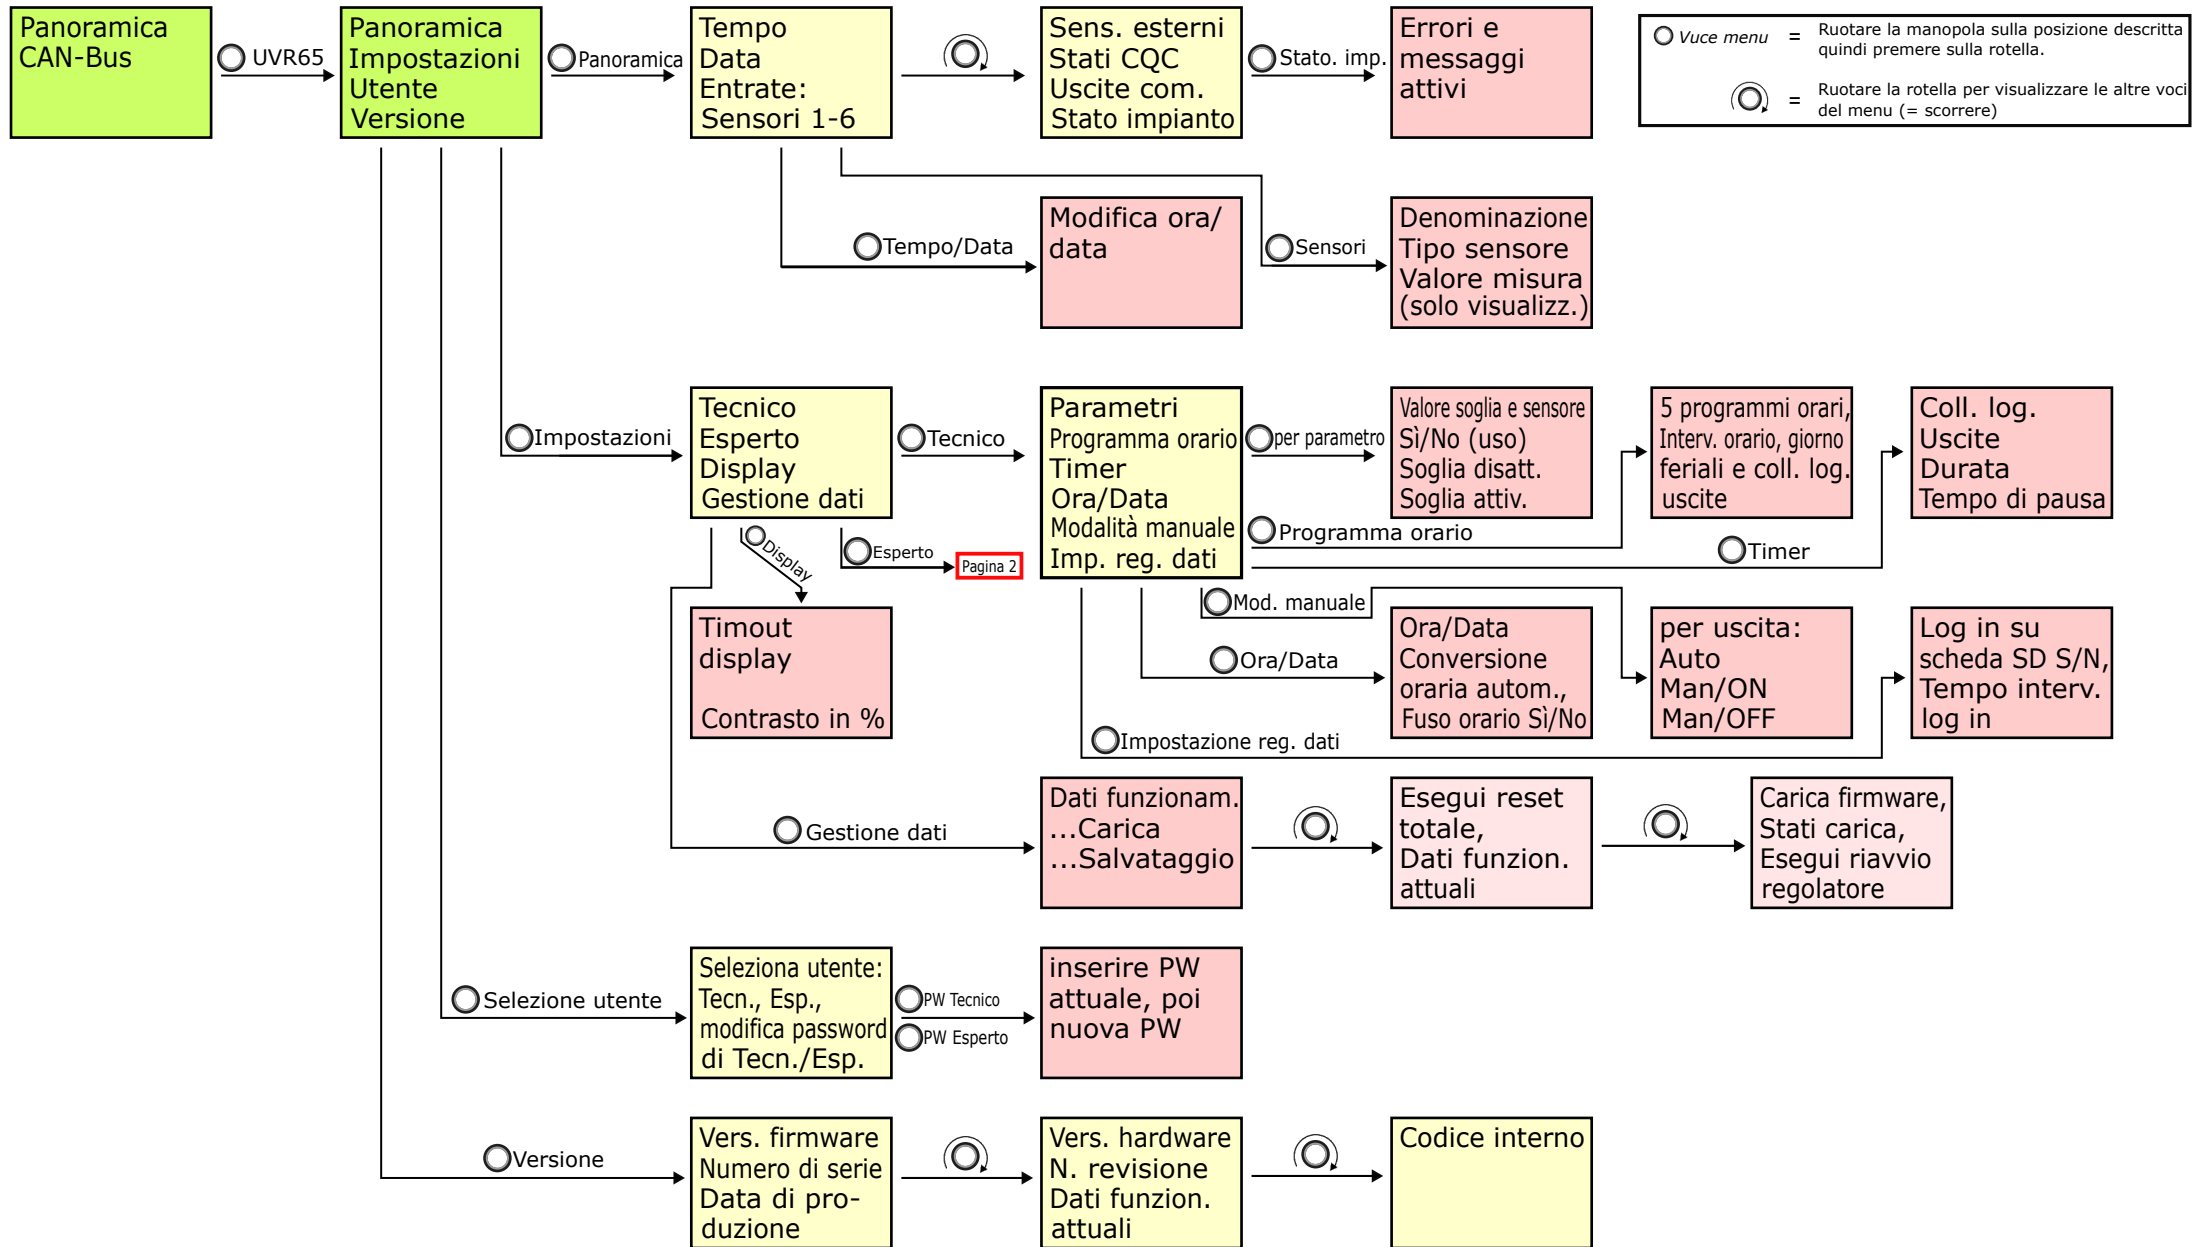 Panoramica
CAN-Bus
UVR65
Panoramica
Impostazioni
Utente
Versione
Panoramica
Tempo
Data
Entrate:
Sensori 1-6
Sens. esterni
Stati CQC
Uscite com.
Stato impianto
Stato. imp.
Errori e
messaggi
attivi
Vuce menu = Ruotare la manopola sulla posizione descritta
quindi premere sulla rotella.
= Ruotare la rotella per visualizzare le altre voci
del menu (= scorrere)
Tempo/Data
Modifica ora/
data
Sensori
Denominazione
Tipo sensore
Valore misura
(solo visualizz.)
Impostazioni
Tecnico
Esperto
Display
Gestione dati
Tecnico
Parametri
Programma orario
Timer
Ora/Data
Modalità manuale
Imp. reg. dati
per parametro
Valore soglia e sensore
Sì/No (uso)
Soglia disatt.
Soglia attiv.
Programma orario
5 programmi orari,
Interv. orario, giorno
feriali e coll. log.
uscite
Timer
Coll. log.
Uscite
Durata
Tempo di pausa
Display
Esperto
Pagina 2
Timout
display
Contrasto in %
Mod. manuale
Ora/Data
Ora/Data
Conversione
oraria autom.,
Fuso orario Sì/No
per uscita:
Auto
Man/ON
Man/OFF
Log in su
scheda SD S/N,
Tempo interv.
log in
Impostazione reg. dati
Gestione dati
Dati funzionam.
...Carica
...Salvataggio
Esegui reset
totale,
Dati funzion.
attuali
Carica firmware,
Stati carica,
Esegui riavvio
regolatore
Selezione utente
Seleziona utente:
Tecn., Esp.,
modifica password
di Tecn./Esp.
PW Tecnico
PW Esperto
inserire PW
attuale, poi
nuova PW
Versione
Vers. firmware
Numero di serie
Data di pro-
duzione
Vers. hardware
N. revisione
Dati funzion.
attuali
Codice interno